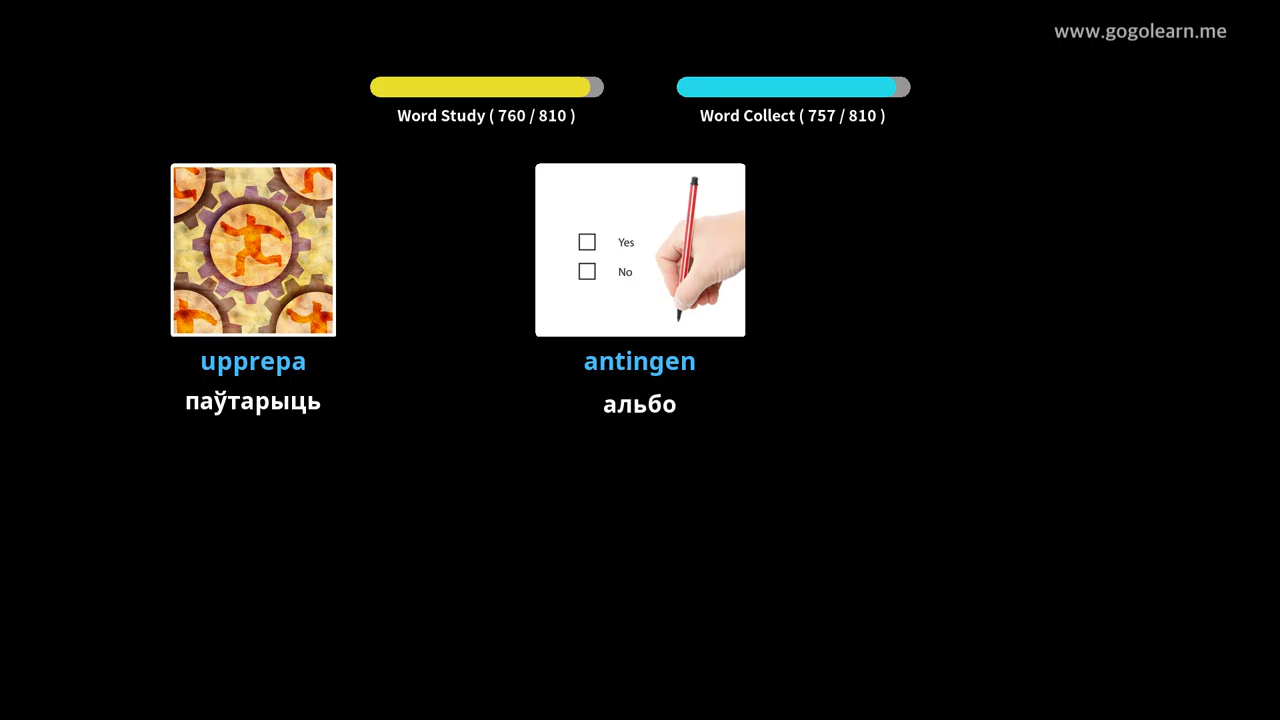 www.gogolearn.me
Word Study ( 760 / 810 )
Word Collect ( 757 / 810 )
Yes
No
upprepa
antingen
паўтарыць
альбо